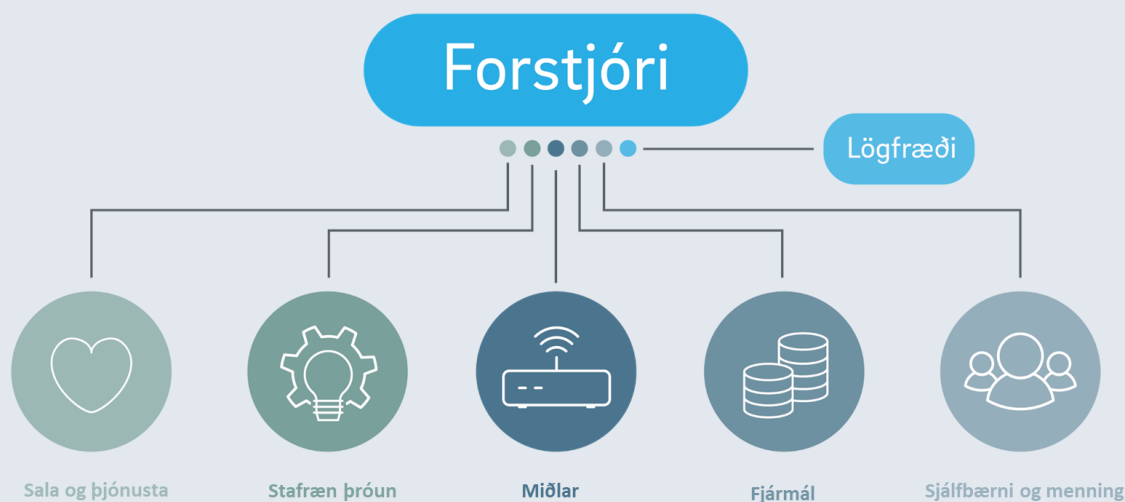 Forstjóri
Lögfræði
Sala og þjónusta
Stafræn þróun
Miðlar
Fjármál
Sjálfbærni og menning